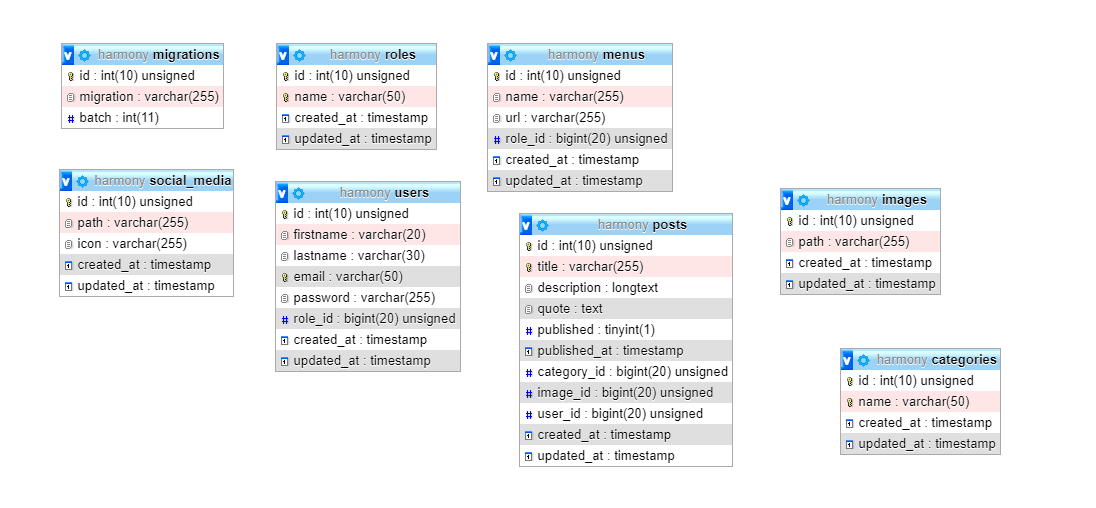 harmony migrations
id : int(10) unsigned
migration : varchar(255)
# batch : int(11)
harmony roles
id : int(10) unsigned
name : varchar(50)
created_at : timestamp
updated_at : timestamp
harmony menus
id : int(10) unsigned
name : varchar(255)
url : varchar(255)
# role_id : bigint(20) unsigned
created_at : timestamp
updated_at : timestamp
harmony social_media
id : int(10) unsigned
path : varchar(255)
icon : varchar(255)
created_at : timestamp
updated_at : timestamp
harmony users
id : int(10) unsigned
firstname : varchar(20)
lastname : varchar(30)
email : varchar(50)
password : varchar(255)
# role_id : bigint(20) unsigned
created_at : timestamp
updated_at : timestamp
harmony posts
id : int(10) unsigned
title : varchar(255)
description : longtext
quote : text
# published : tinyint(1)
published_at : timestamp
# category_id : bigint(20) unsigned
# image_id : bigint(20) unsigned
# user_id : bigint(20) unsigned
created_at : timestamp
updated_at : timestamp
harmony images
id : int(10) unsigned
path : varchar(255)
created_at : timestamp
updated_at : timestamp
harmony categories
id : int(10) unsigned
name : varchar(50)
created_at : timestamp
updated_at : timestamp